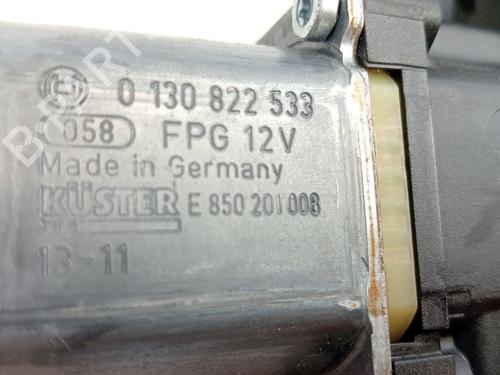 0 130 822 533
058 FPG 12V
Made in Germany
KÜSTER E 850 201 008
13-11